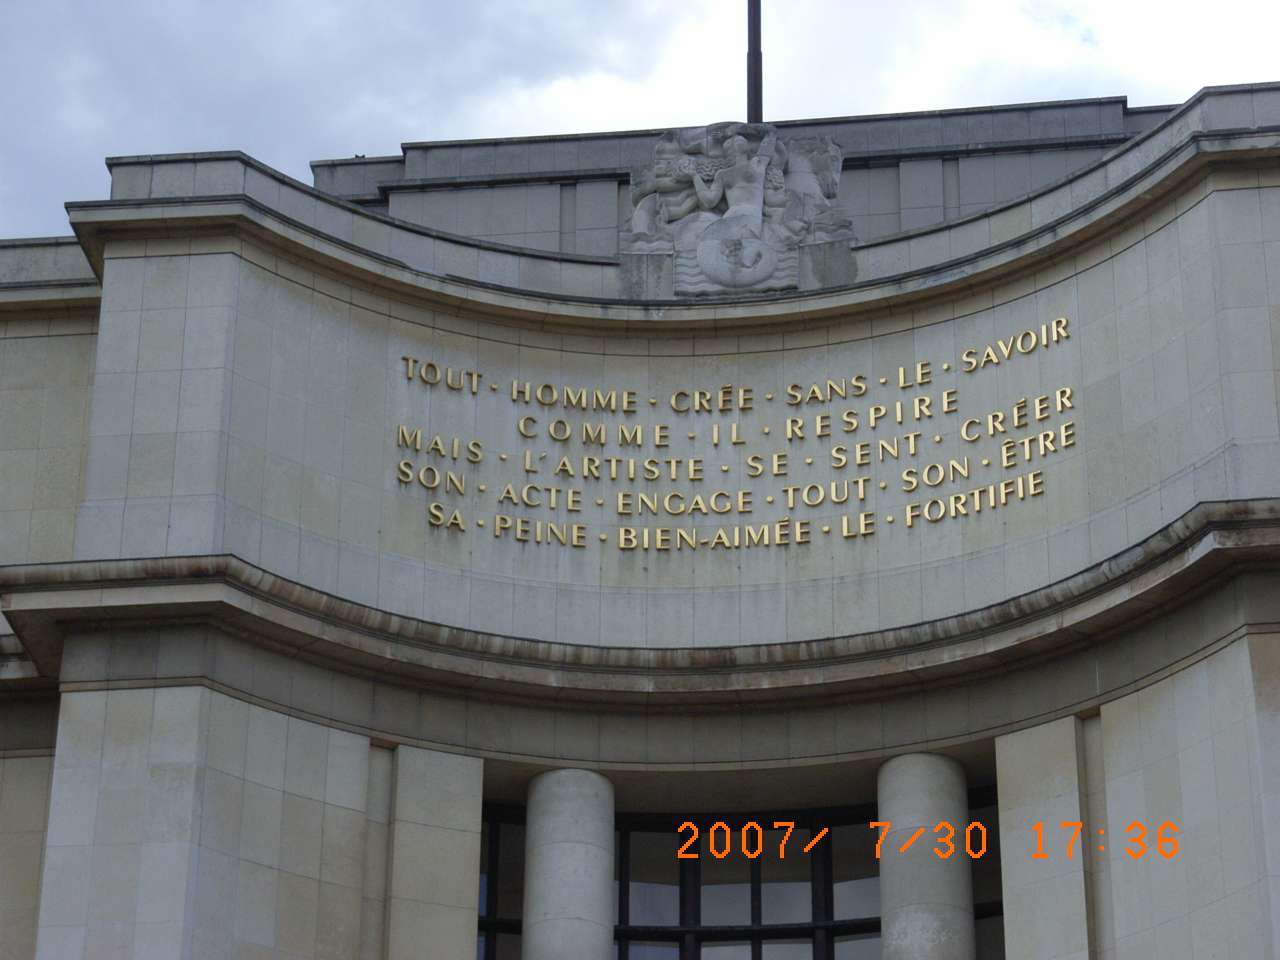 TOUT · HOMME · CRÉE · SANS · LE · SAVOIR
COMME · IL · RESPIRE
MAIS · L'ARTISTE · SE · SENT · CRÉER
SON · ACTE · ENGAGE · TOUT · SON · ÊTRE
SA · PEINE · BIEN-AIMÉE · LE · FORTIFIE
2007/ 7/30 17:36